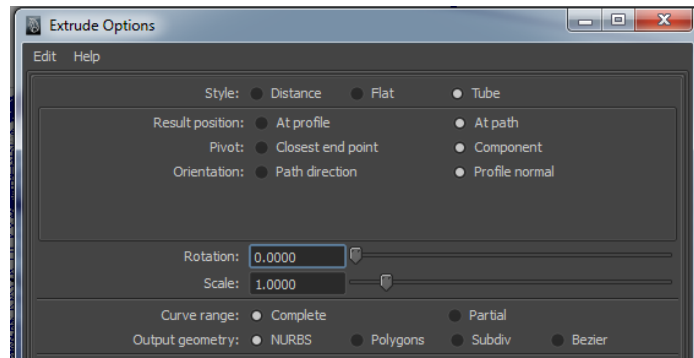 Extrude Options
Edit Help
Style: Distance Flat Tube
Result position: At profile At path
Pivot: Closest end point Component
Orientation: Path direction Profile normal
Rotation: 0.0000
Scale: 1.0000
Curve range: Complete Partial
Output geometry: NURBS Polygons Subdiv Bezier